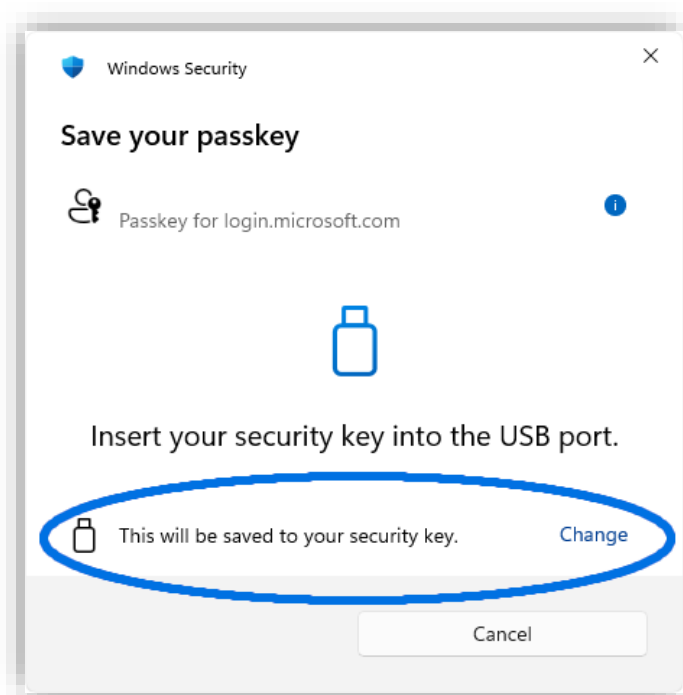 Windows Security
Save your passkey
Passkey for login.microsoft.com
Insert your security key into the USB port.
This will be saved to your security key. Change
Cancel